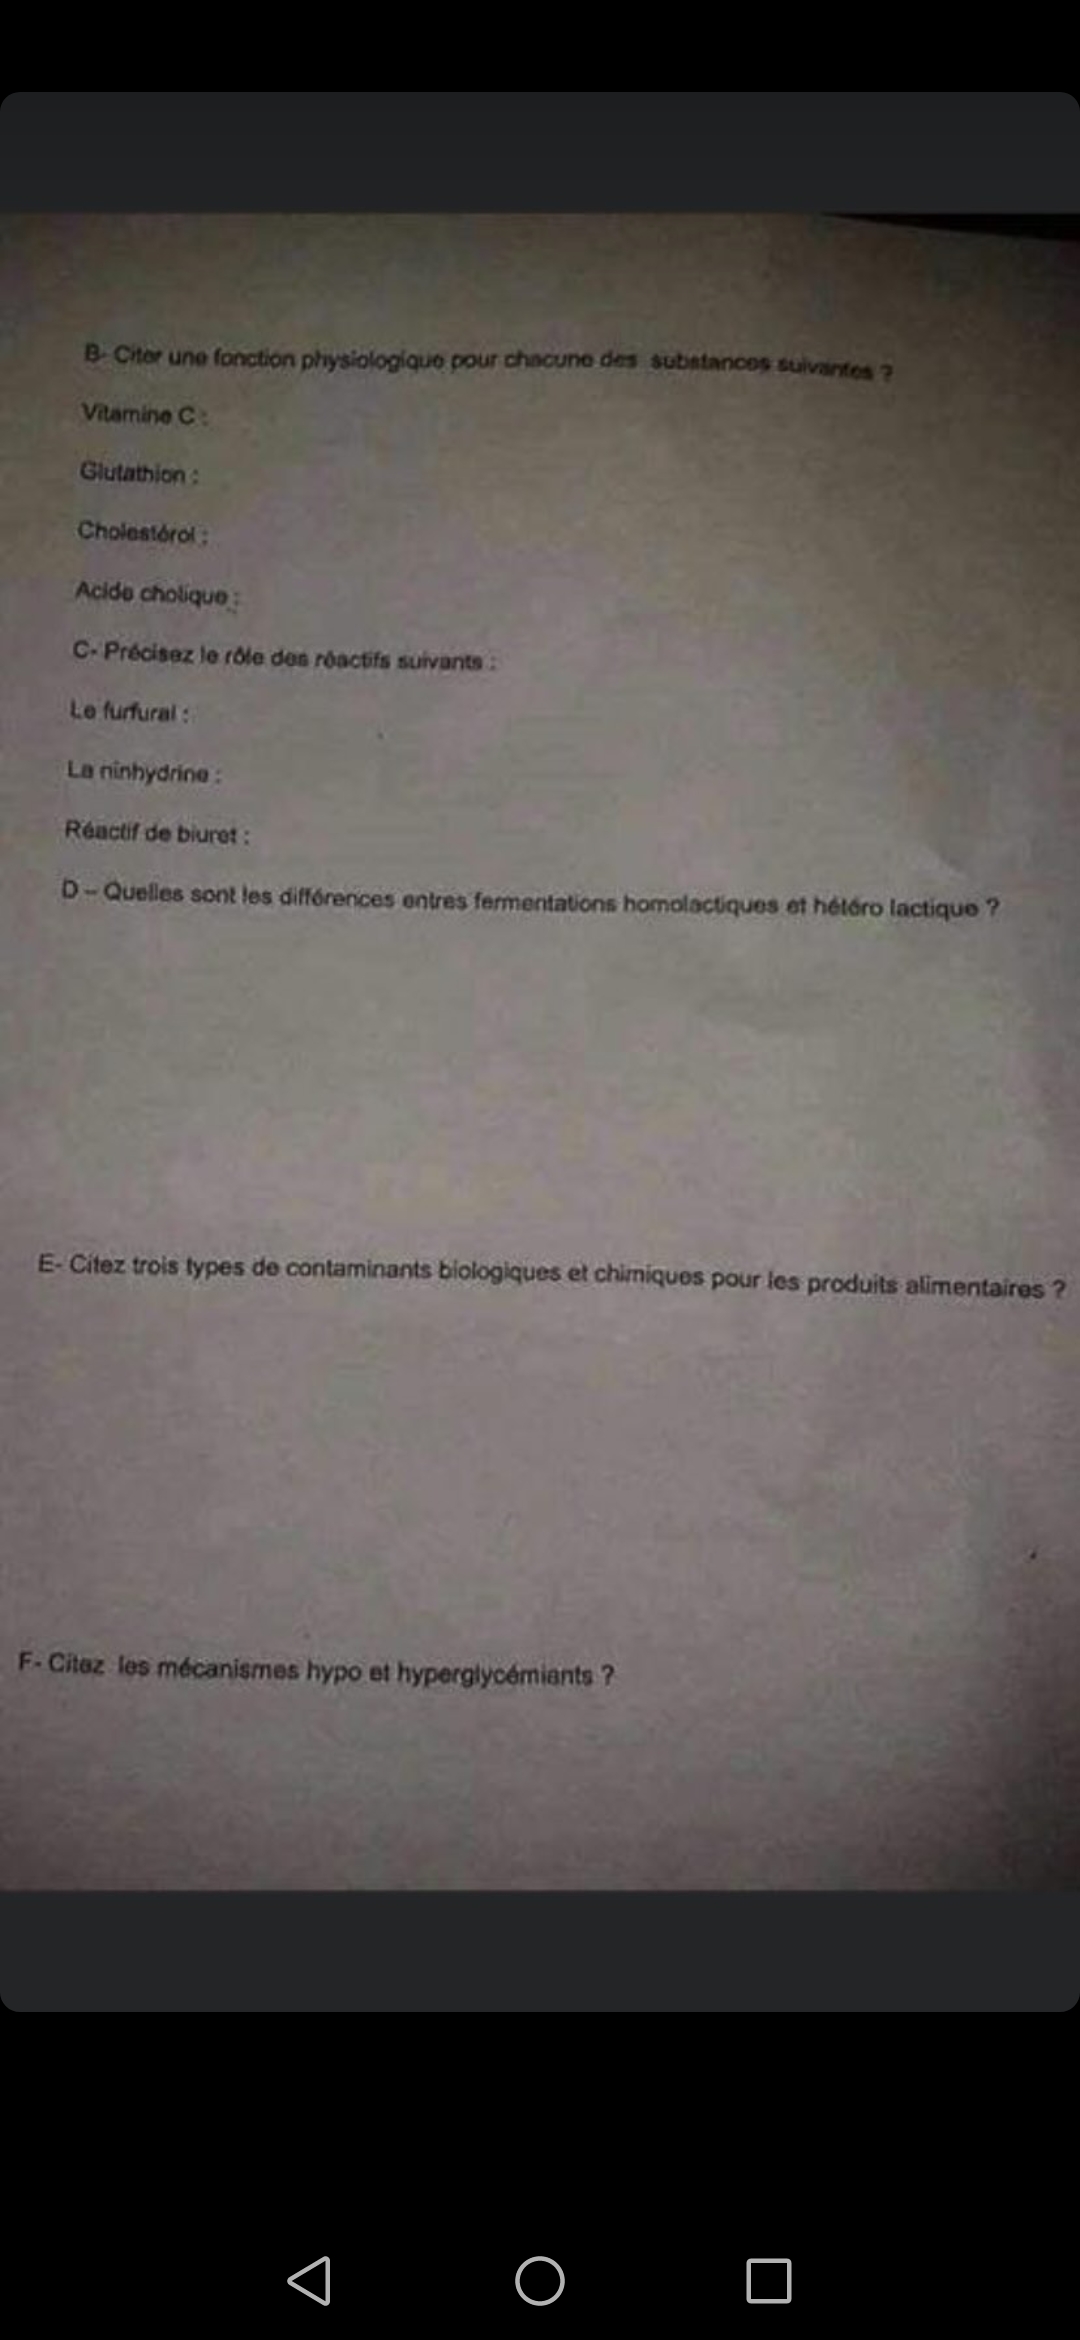 B- Citer une fonction physiologique pour chacune des substances suivantes ?
Vitamine C :
Glutathion :
Cholestérol :
Acide cholique :
C- Précisez le rôle des réactifs suivants :
Le furfural :
La ninhydrine :
Réactif de biuret :
D – Quelles sont les différences entres fermentations homolactiques et hétéro lactique ?
E- Citez trois types de contaminants biologiques et chimiques pour les produits alimentaires ?
F- Citez les mécanismes hypo et hyperglycémiants ?